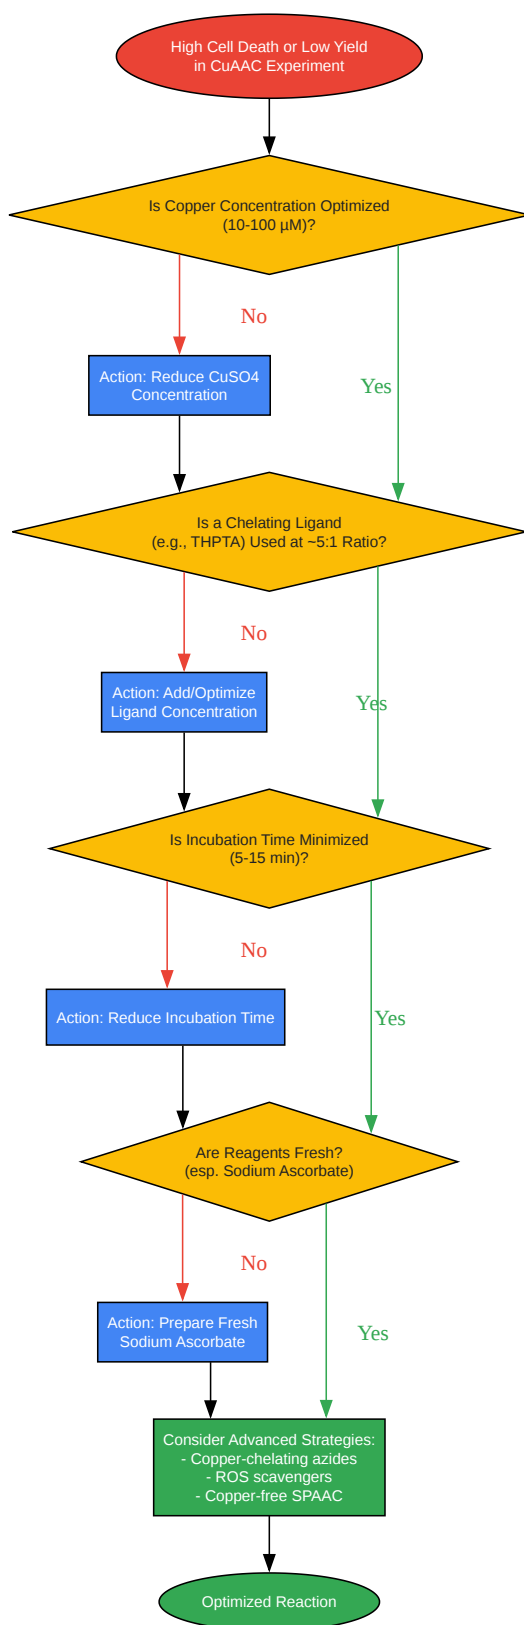 High Cell Death or Low Yield
in CuAAC Experiment
Is Copper Concentration Optimized
(10-100 µM)?
No
Action: Reduce CuSO4
Concentration
Yes
Is a Chelating Ligand
(e.g., THPTA) Used at ~5:1 Ratio?
No
Action: Add/Optimize
Ligand Concentration
Yes
Is Incubation Time Minimized
(5-15 min)?
No
Action: Reduce Incubation Time
Yes
Are Reagents Fresh?
(esp. Sodium Ascorbate)
No
Action: Prepare Fresh
Sodium Ascorbate
Yes
Consider Advanced Strategies:
- Copper-chelating azides
- ROS scavengers
- Copper-free SPAAC
Optimized Reaction